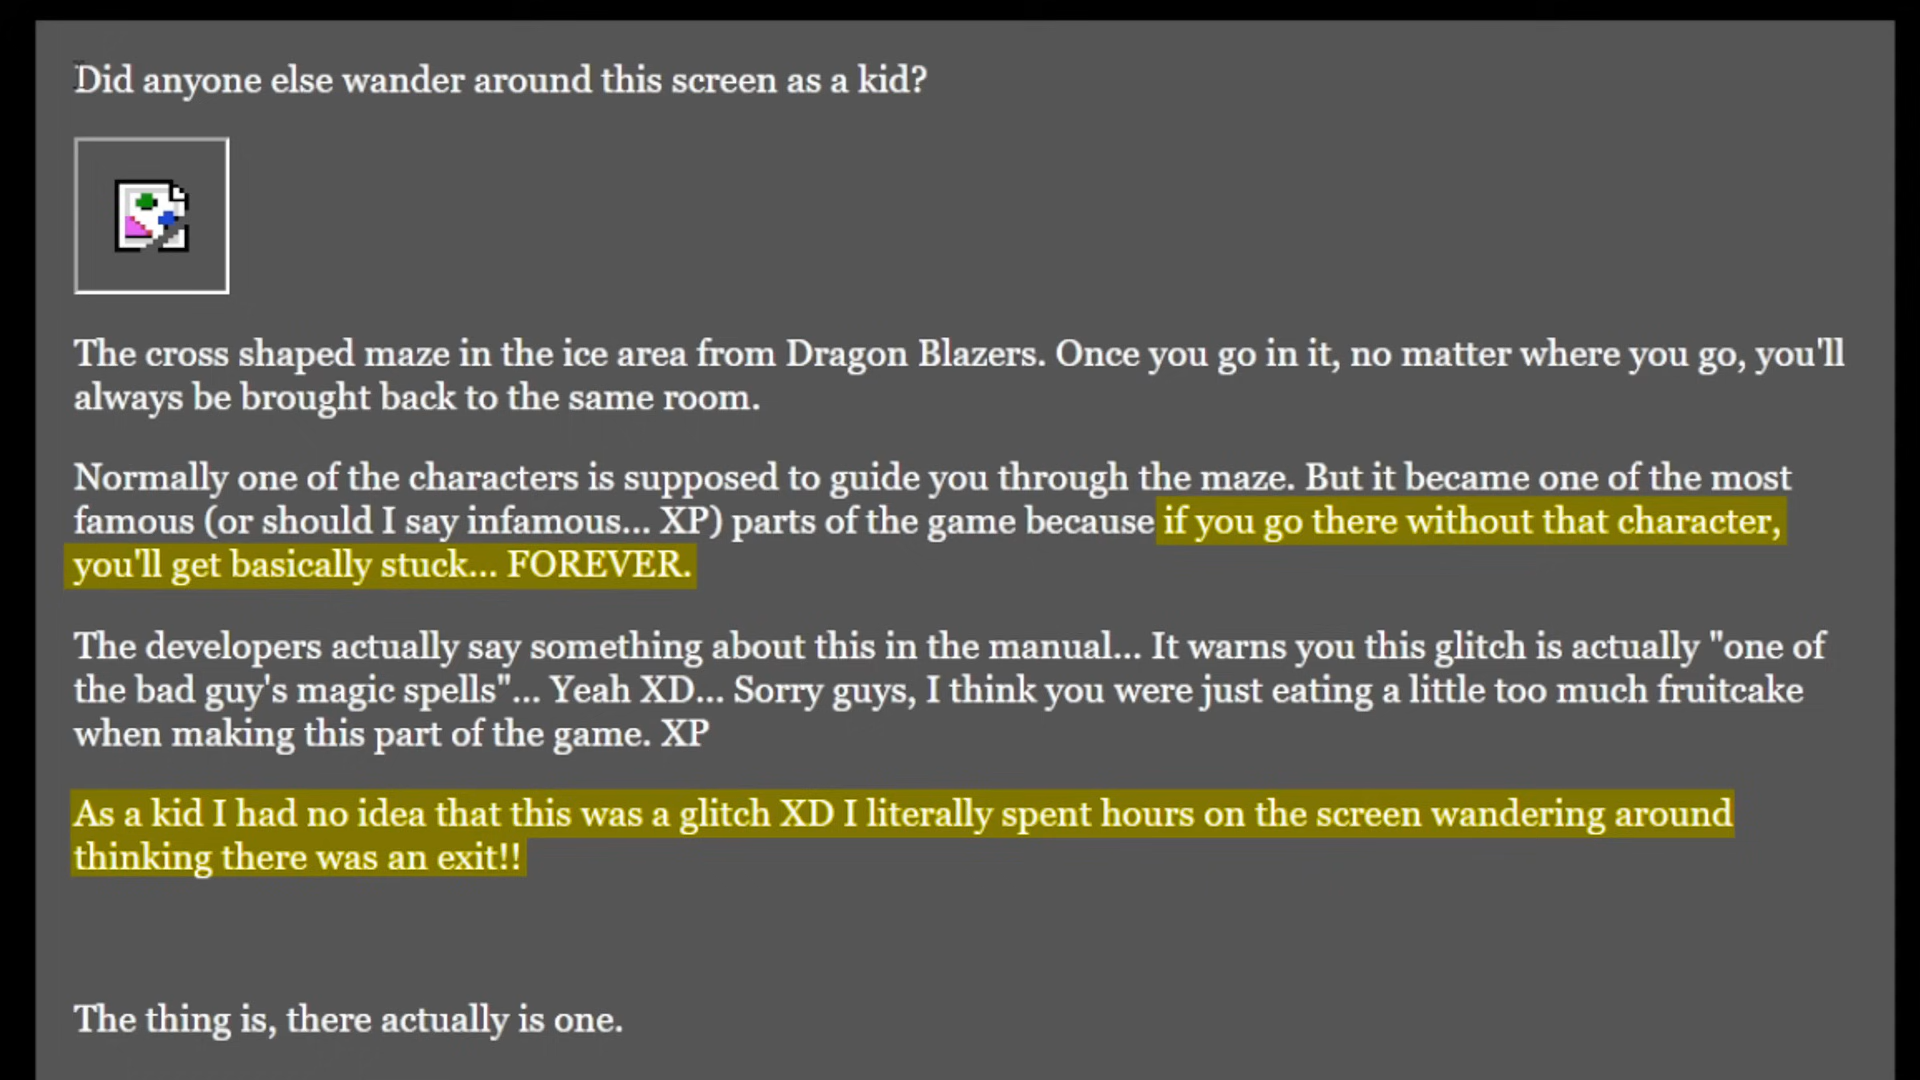 Did anyone else wander around this screen as a kid?
The cross shaped maze in the ice area from Dragon Blazers. Once you go in it, no matter where you go, you'll
always be brought back to the same room.
Normally one of the characters is supposed to guide you through the maze. But it became one of the most
famous (or should I say infamous... XP) parts of the game because if you go there without that character,
you'll get basically stuck... FOREVER.
The developers actually say something about this in the manual... It warns you this glitch is actually "one of
the bad guy's magic spells"... Yeah XD... Sorry guys, I think you were just eating a little too much fruitcake
when making this part of the game. XP
As a kid I had no idea that this was a glitch XD I literally spent hours on the screen wandering around
thinking there was an exit!!
The thing is, there actually is one.